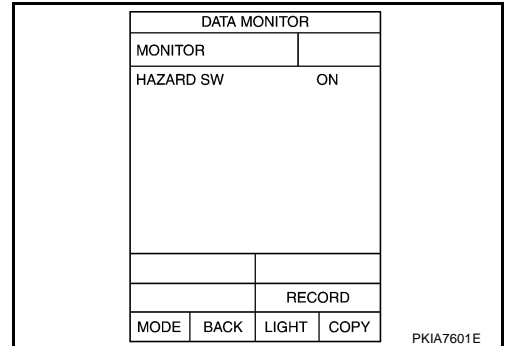 DATA MONITOR
MONITOR
HAZARD SW ON
RECORD
MODE BACK LIGHT COPY
PKIA7601E